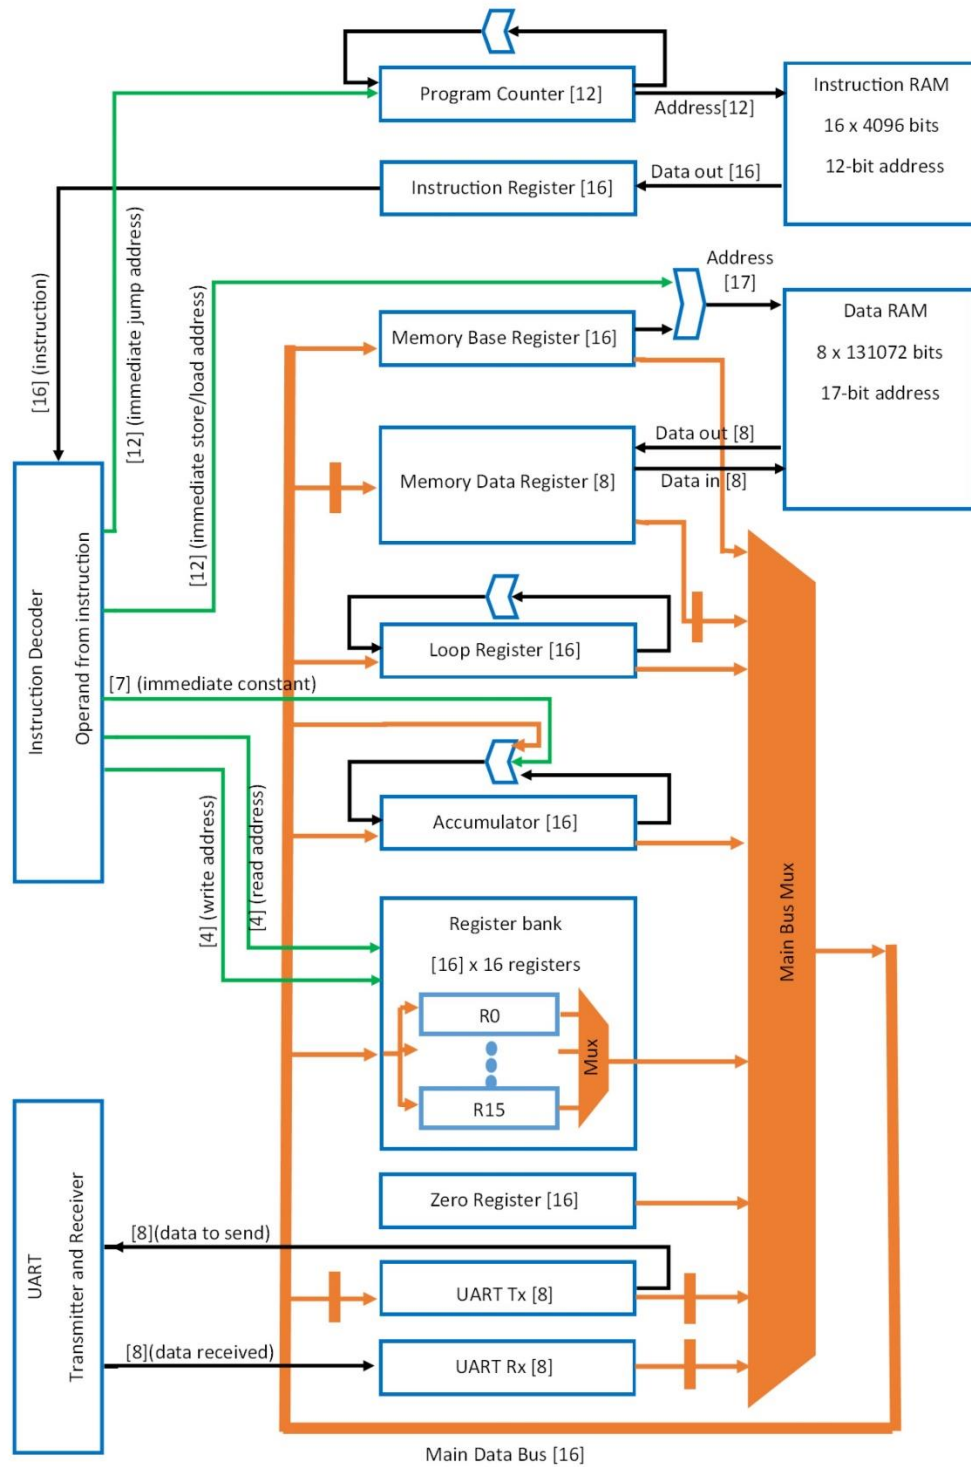 Program Counter [12]
Address[12]
Instruction RAM
16 x 4096 bits
12-bit address
Instruction Register [16]
Data out [16]
[16] (instruction)
[12] (immediate jump address)
[12] (immediate store/load address)
Address
[17]
Memory Base Register [16]
Data RAM
8 x 131072 bits
17-bit address
Memory Data Register [8]
Data out [8]
Data in [8]
Instruction Decoder
Operand from instruction
Loop Register [16]
[7] (immediate constant)
Accumulator [16]
[4] (write address)
[4] (read address)
Register bank
[16] x 16 registers
R0
R15
Mux
Main Bus Mux
Zero Register [16]
UART
Transmitter and Receiver
[8](data to send)
UART Tx [8]
[8](data received)
UART Rx [8]
Main Data Bus [16]